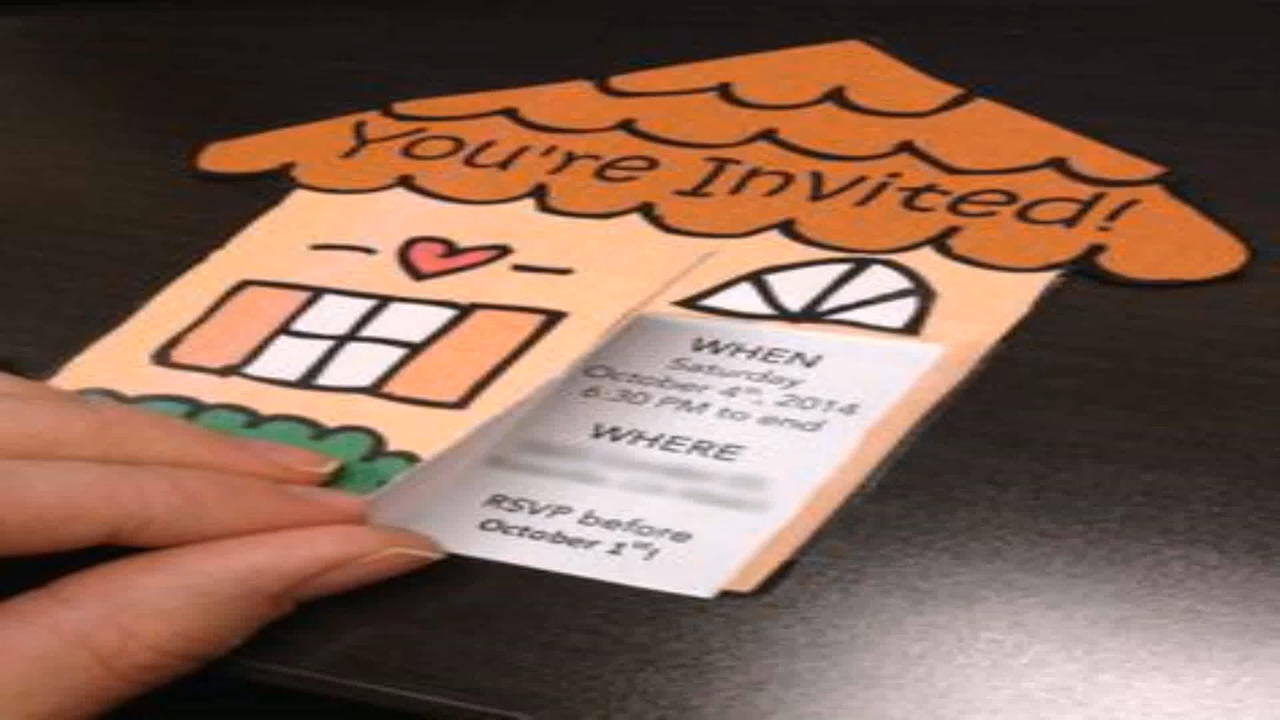 You're Invited!
WHEN
Saturday
October 4th, 2014
6:30 PM to end
WHERE
RSVP before
October 1st!